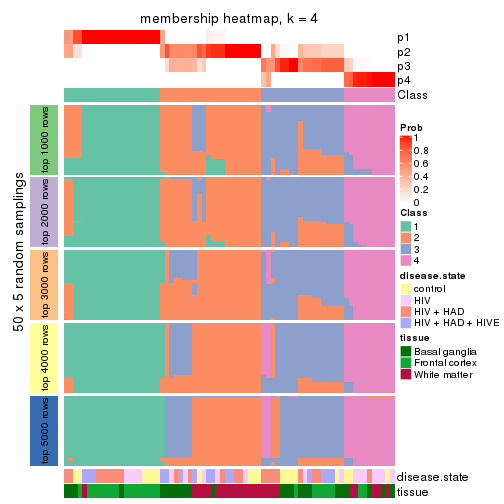 membership heatmap, k = 4
p1
p2
p3
p4
Class
50 x 5 random samplings
top 1000 rows
top 2000 rows
top 3000 rows
top 4000 rows
top 5000 rows
disease.state
tissue
Prob
1
0.8
0.6
0.4
0.2
0
Class
1
2
3
4
disease.state
control
HIV
HIV + HAD
HIV + HAD + HIVE
tissue
Basal ganglia
Frontal cortex
White matter